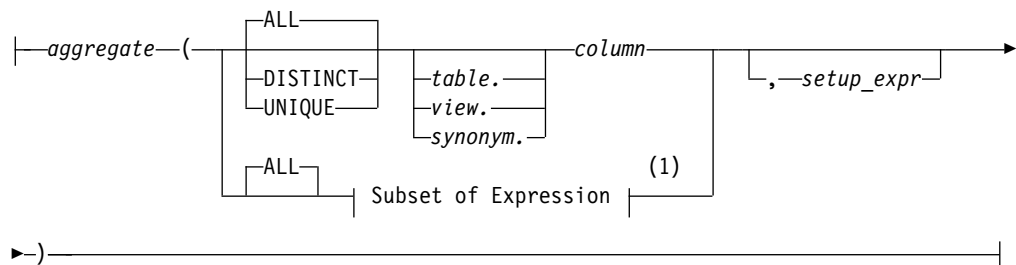 ALL
aggregate ( column
DISTINCT table. , setup_expr
UNIQUE view.
synonym.
ALL (1)
Subset of Expression
)